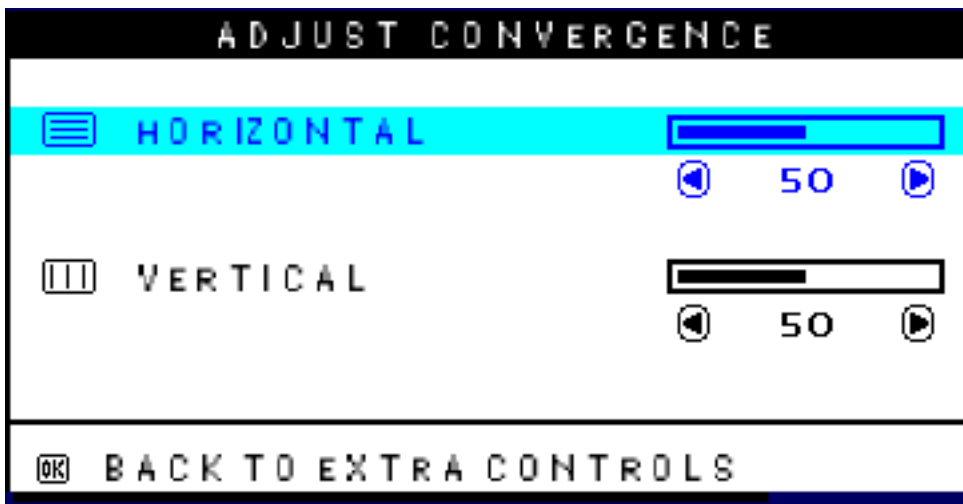 ADJUST CONVERGENCE
HORIZONTAL
50
VERTICAL
50
OK BACK TO EXTRA CONTROLS